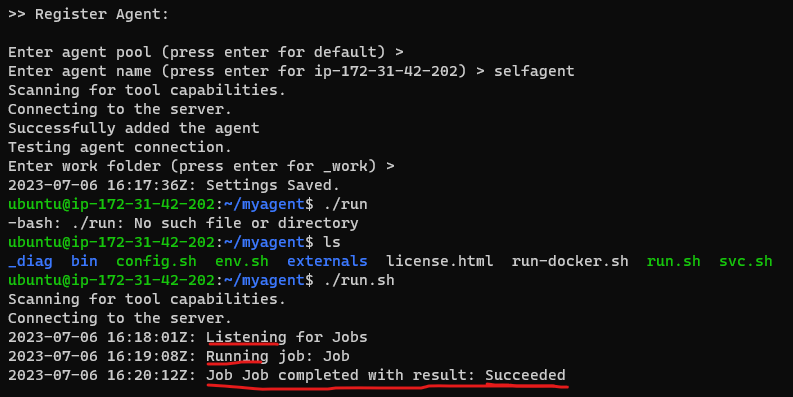 >> Register Agent:
Enter agent pool (press enter for default) >
Enter agent name (press enter for ip-172-31-42-202) > selfagent
Scanning for tool capabilities.
Connecting to the server.
Successfully added the agent
Testing agent connection.
Enter work folder (press enter for _work) >
2023-07-06 16:17:36Z: Settings Saved.
ubuntu@ip-172-31-42-202:~/myagent$ ./run
-bash: ./run: No such file or directory
ubuntu@ip-172-31-42-202:~/myagent$ ls
_diag bin config.sh env.sh externals license.html run-docker.sh run.sh svc.sh
ubuntu@ip-172-31-42-202:~/myagent$ ./run.sh
Scanning for tool capabilities.
Connecting to the server.
2023-07-06 16:18:01Z: Listening for Jobs
2023-07-06 16:19:08Z: Running job: Job
2023-07-06 16:20:12Z: Job Job completed with result: Succeeded